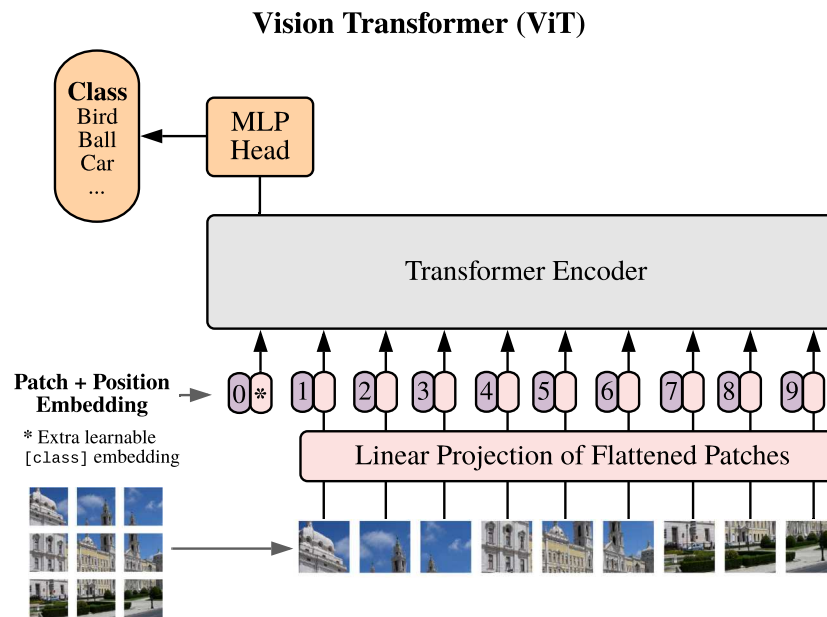 Vision Transformer (ViT)
Class
Bird
Ball
Car
...
MLP
Head
Transformer Encoder
Patch + Position
Embedding
0 * 1 2 3 4 5 6 7 8 9
* Extra learnable
[class] embedding
Linear Projection of Flattened Patches